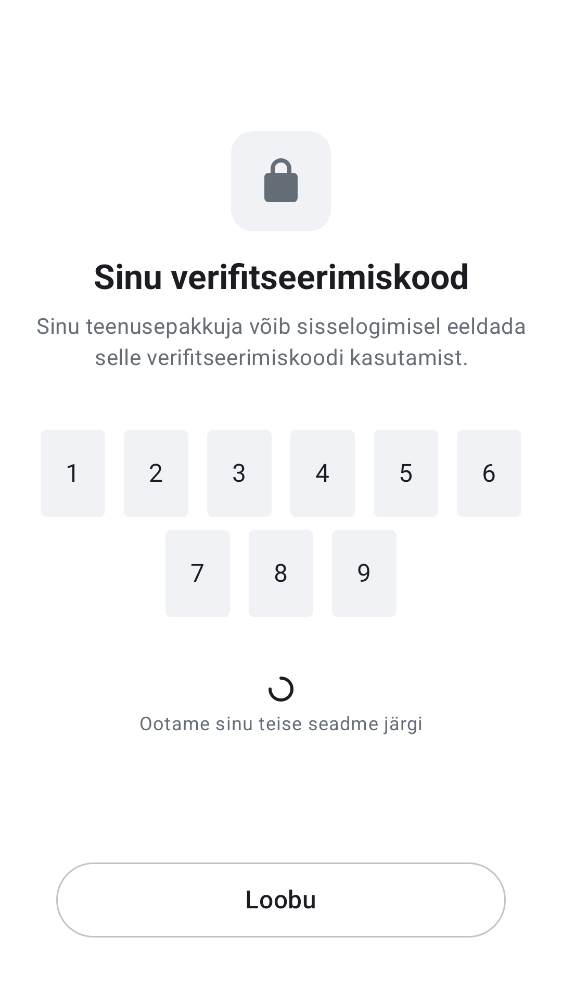 Sinu verifitseerimiskood
Sinu teenusepakkuja võib sisselogimisel eeldada
selle verifitseerimiskoodi kasutamist.
1 2 3 4 5 6
7 8 9
Ootame sinu teise seadme järgi
Loobu